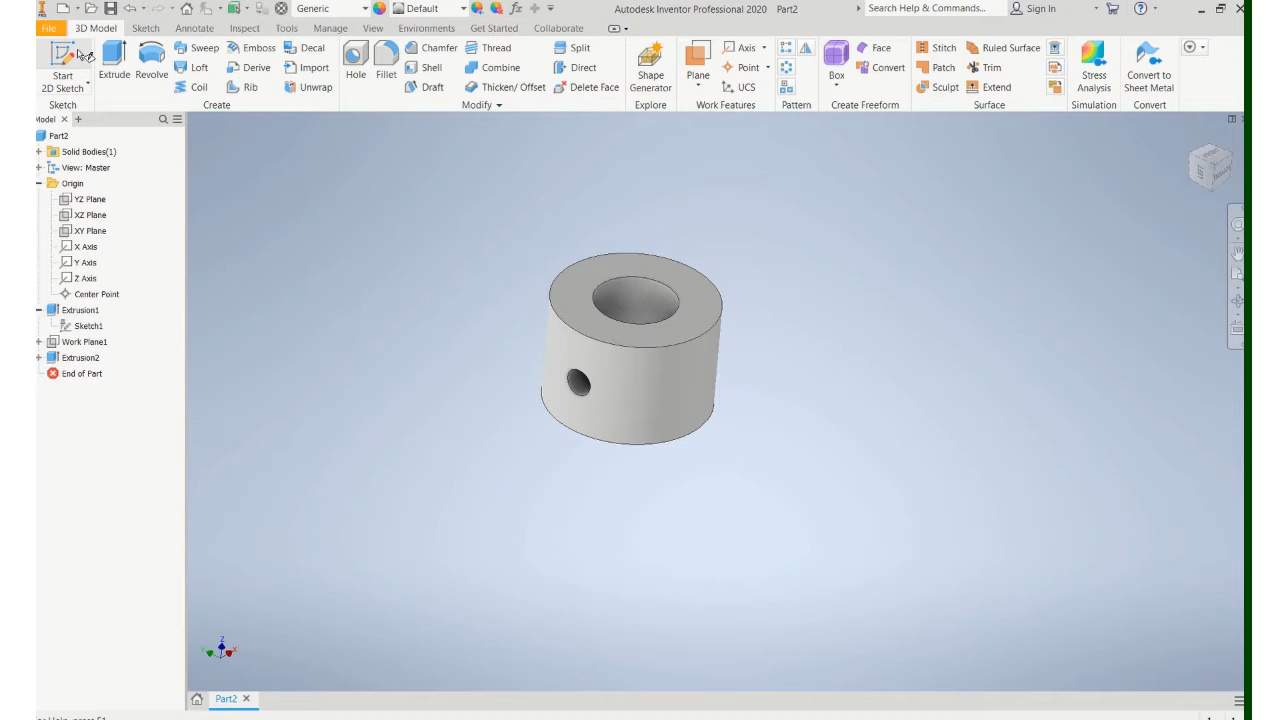 PRO
Generic
Default
Autodesk Inventor Professional 2020 Part2
Search Help & Commands...
Sign In
File
3D Model
Sketch
Annotate
Inspect
Tools
Manage
View
Environments
Get Started
Collaborate
Start
2D Sketch
Sketch
Extrude
Revolve
Sweep
Emboss
Decal
Loft
Derive
Import
Coil
Rib
Unwrap
Create
Hole
Fillet
Chamfer
Thread
Split
Shell
Combine
Direct
Draft
Thicken/ Offset
Delete Face
Modify
Shape
Generator
Explore
Plane
Axis
Point
UCS
Work Features
Pattern
Box
Face
Convert
Create Freeform
Stitch
Ruled Surface
Patch
Trim
Sculpt
Extend
Surface
Stress
Analysis
Simulation
Convert to
Sheet Metal
Convert
Model
Part2
Solid Bodies(1)
View: Master
Origin
YZ Plane
XZ Plane
XY Plane
X Axis
Y Axis
Z Axis
Center Point
Extrusion1
Sketch1
Work Plane1
Extrusion2
End of Part
Z
Y
X
Part2